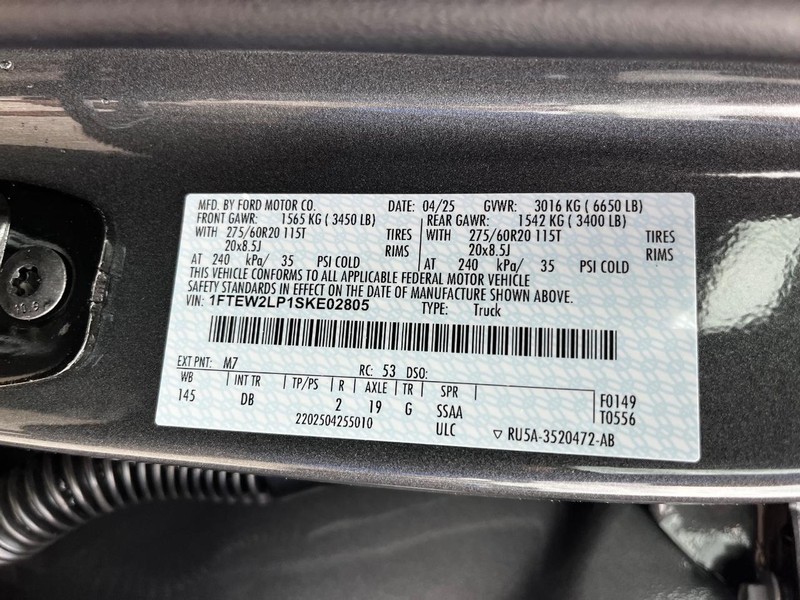 MFD. BY FORD MOTOR CO. DATE: 04/25 GVWR: 3016 KG ( 6650 LB)
FRONT GAWR: 1565 KG ( 3450 LB) REAR GAWR: 1542 KG ( 3400 LB)
WITH 275/60R20 115T TIRES WITH 275/60R20 115T TIRES
20x8.5J RIMS 20x8.5J RIMS
AT 240 kPa/ 35 PSI COLD AT 240 kPa/ 35 PSI COLD
THIS VEHICLE CONFORMS TO ALL APPLICABLE FEDERAL MOTOR VEHICLE
SAFETY STANDARDS IN EFFECT ON THE DATE OF MANUFACTURE SHOWN ABOVE.
VIN: 1FTEW2LP1SKE02805 TYPE: Truck
EXT PNT: M7 RC: 53 DSO:
WB INT TR TP/PS R AXLE TR SPR F0149
145 DB 2 19 G SSAA T0556
2202504255010 ULC ▽ RU5A-3520472-AB
10.9